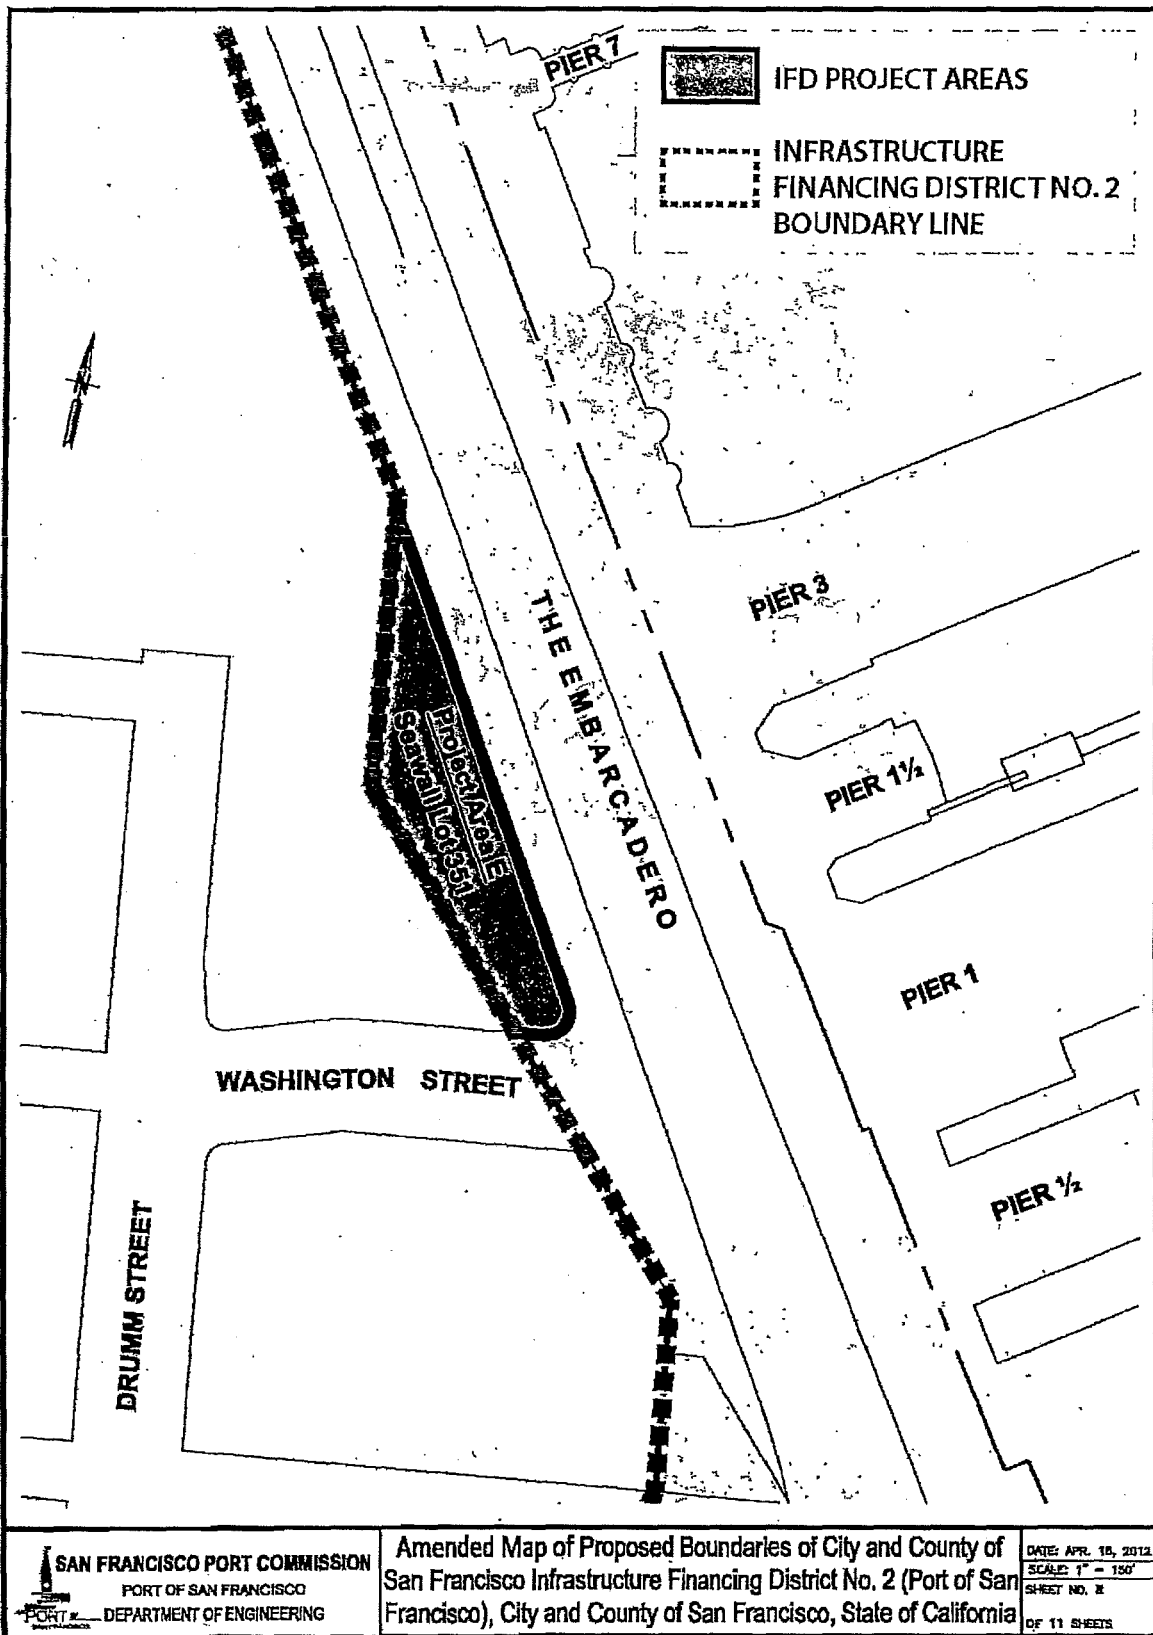 PIER 7
IFD PROJECT AREAS
INFRASTRUCTURE
FINANCING DISTRICT NO. 2
BOUNDARY LINE
PIER 3
THE EMBARCADERO
Project Area E
Seawall Lot 351
PIER 1½
PIER 1
WASHINGTON STREET
PIER ½
DRUMM STREET
SAN FRANCISCO PORT COMMISSION
PORT OF SAN FRANCISCO
DEPARTMENT OF ENGINEERING
PORT
Amended Map of Proposed Boundaries of City and County of
San Francisco Infrastructure Financing District No. 2 (Port of San
Francisco), City and County of San Francisco, State of California
DATE: APR. 18, 2012
SCALE: 1" = 150'
SHEET NO.
OF 11 SHEETS